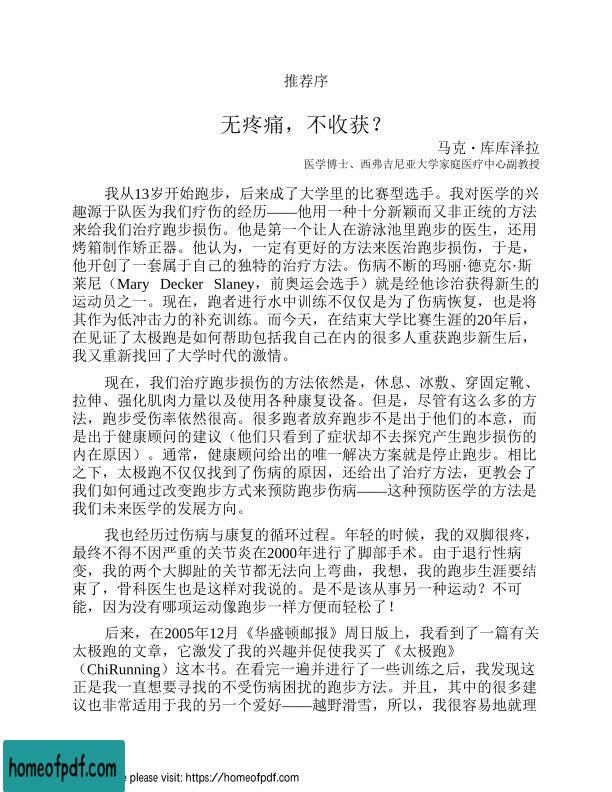 推荐序
无疼痛，不收获？
马克·库库泽拉
医学博士、西弗吉尼亚大学家庭医疗中心副教授
我从13岁开始跑步，后来成了大学里的比赛型选手。我对医学的兴
趣源于队医为我们疗伤的经历——他用一种十分新颖而又非正统的方法
来给我们治疗跑步损伤。他是第一个让人在游泳池里跑步的医生，还用
烤箱制作矫正器。他认为，一定有更好的方法来医治跑步损伤，于是，
他开创了一套属于自己的独特的治疗方法。伤病不断的玛丽·德克尔·斯
莱尼（Mary Decker Slaney，前奥运会选手）就是经他诊治获得新生的
运动员之一。现在，跑者进行水中训练不仅仅是为了伤病恢复，也是将
其作为低冲击力的补充训练。而今天，在结束大学比赛生涯的20年后，
在见证了太极跑是如何帮助包括我自己在内的很多人重获跑步新生后，
我又重新找回了大学时代的激情。
现在，我们治疗跑步损伤的方法依然是，休息、冰敷、穿固定靴、
拉伸、强化肌肉力量以及使用各种康复设备。但是，尽管有这么多的方
法，跑步受伤率依然很高。很多跑者放弃跑步不是出于他们的本意，而
是出于健康顾问的建议（他们只看到了症状却不去探究产生跑步损伤的
内在原因）。通常，健康顾问给出的唯一解决方案就是停止跑步。相比
之下，太极跑不仅仅找到了伤病的原因，还给出了治疗方法，更教会了
我们如何通过改变跑步方式来预防跑步伤病——这种预防医学的方法是
我们未来医学的发展方向。
我也经历过伤病与康复的循环过程。年轻的时候，我的双脚很疼，
最终不得不因严重的关节炎在2000年进行了脚部手术。由于退行性病
变，我的两个大脚趾的关节都无法向上弯曲，我想，我的跑步生涯要结
束了，骨科医生也是这样对我说的。是不是该从事另一种运动？不可
能，因为没有哪项运动像跑步一样方便而轻松了！
后来，在2005年12月《华盛顿邮报》周日版上，我看到了一篇有关
太极跑的文章，它激发了我的兴趣并促使我买了《太极跑》
（ChiRunning）这本书。在看完一遍并进行了一些训练之后，我发现这
正是我一直想要寻找的不受伤病困扰的跑步方法。并且，其中的很多建
议也非常适用于我的另一个爱好——越野滑雪，所以，我很容易地就理
homeofpdf.com
please visit: https://homeofpdf.com